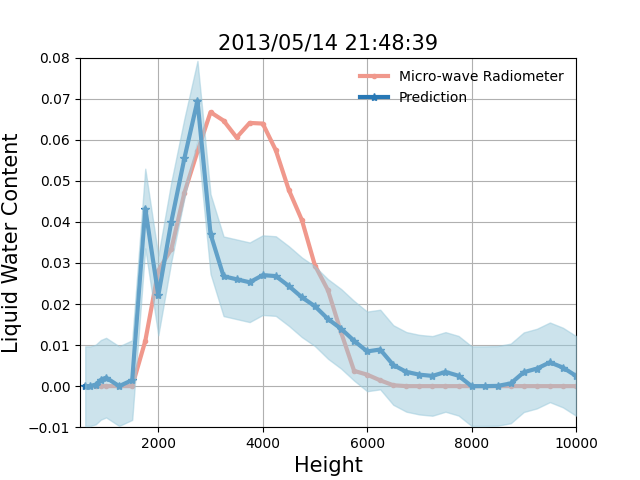 2013/05/14 21:48:39
Liquid Water Content
0.08
0.07
0.06
0.05
0.04
0.03
0.02
0.01
0.00
−0.01
Micro-wave Radiometer
Prediction
2000 4000 6000 8000 10000
Height